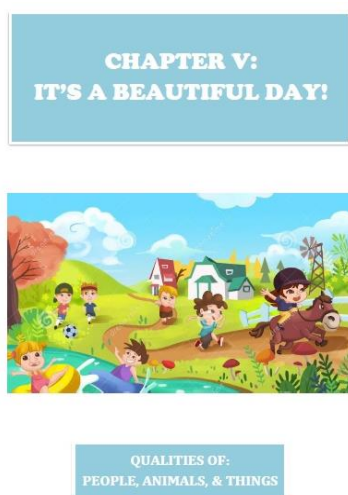 CHAPTER V:
IT'S A BEAUTIFUL DAY!
QUALITIES OF:
PEOPLE, ANIMALS, & THINGS